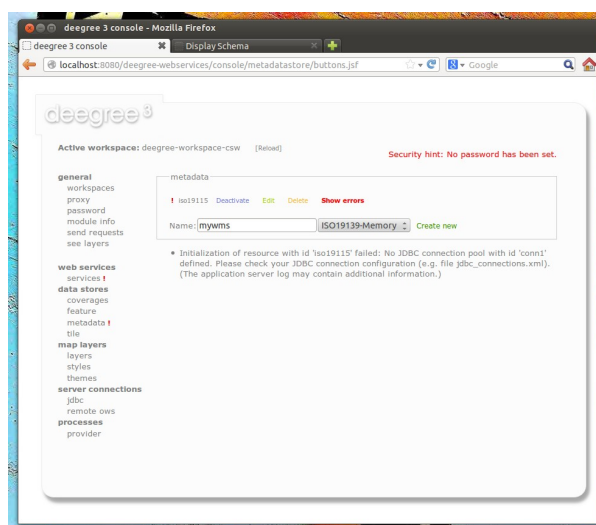 deegree 3 console - Mozilla Firefox
deegree 3 console
Display Schema
localhost:8080/deegree-webservices/console/metadatastore/buttons.jsf
Google
deegree 3
Active workspace: deegree-workspace-csw [Reload]
Security hint: No password has been set.
general
workspaces
proxy
password
module info
send requests
see layers
web services
services !
data stores
coverages
feature
metadata !
tile
map layers
layers
styles
themes
server connections
jdbc
remote ows
processes
provider
metadata
! iso19115 Deactivate Edit Delete Show errors
Name: mywms ISO19139-Memory Create new
• Initialization of resource with id 'iso19115' failed: No JDBC connection pool with id 'conn1'
defined. Please check your JDBC connection configuration (e.g. file jdbc_connections.xml).
(The application server log may contain additional information.)